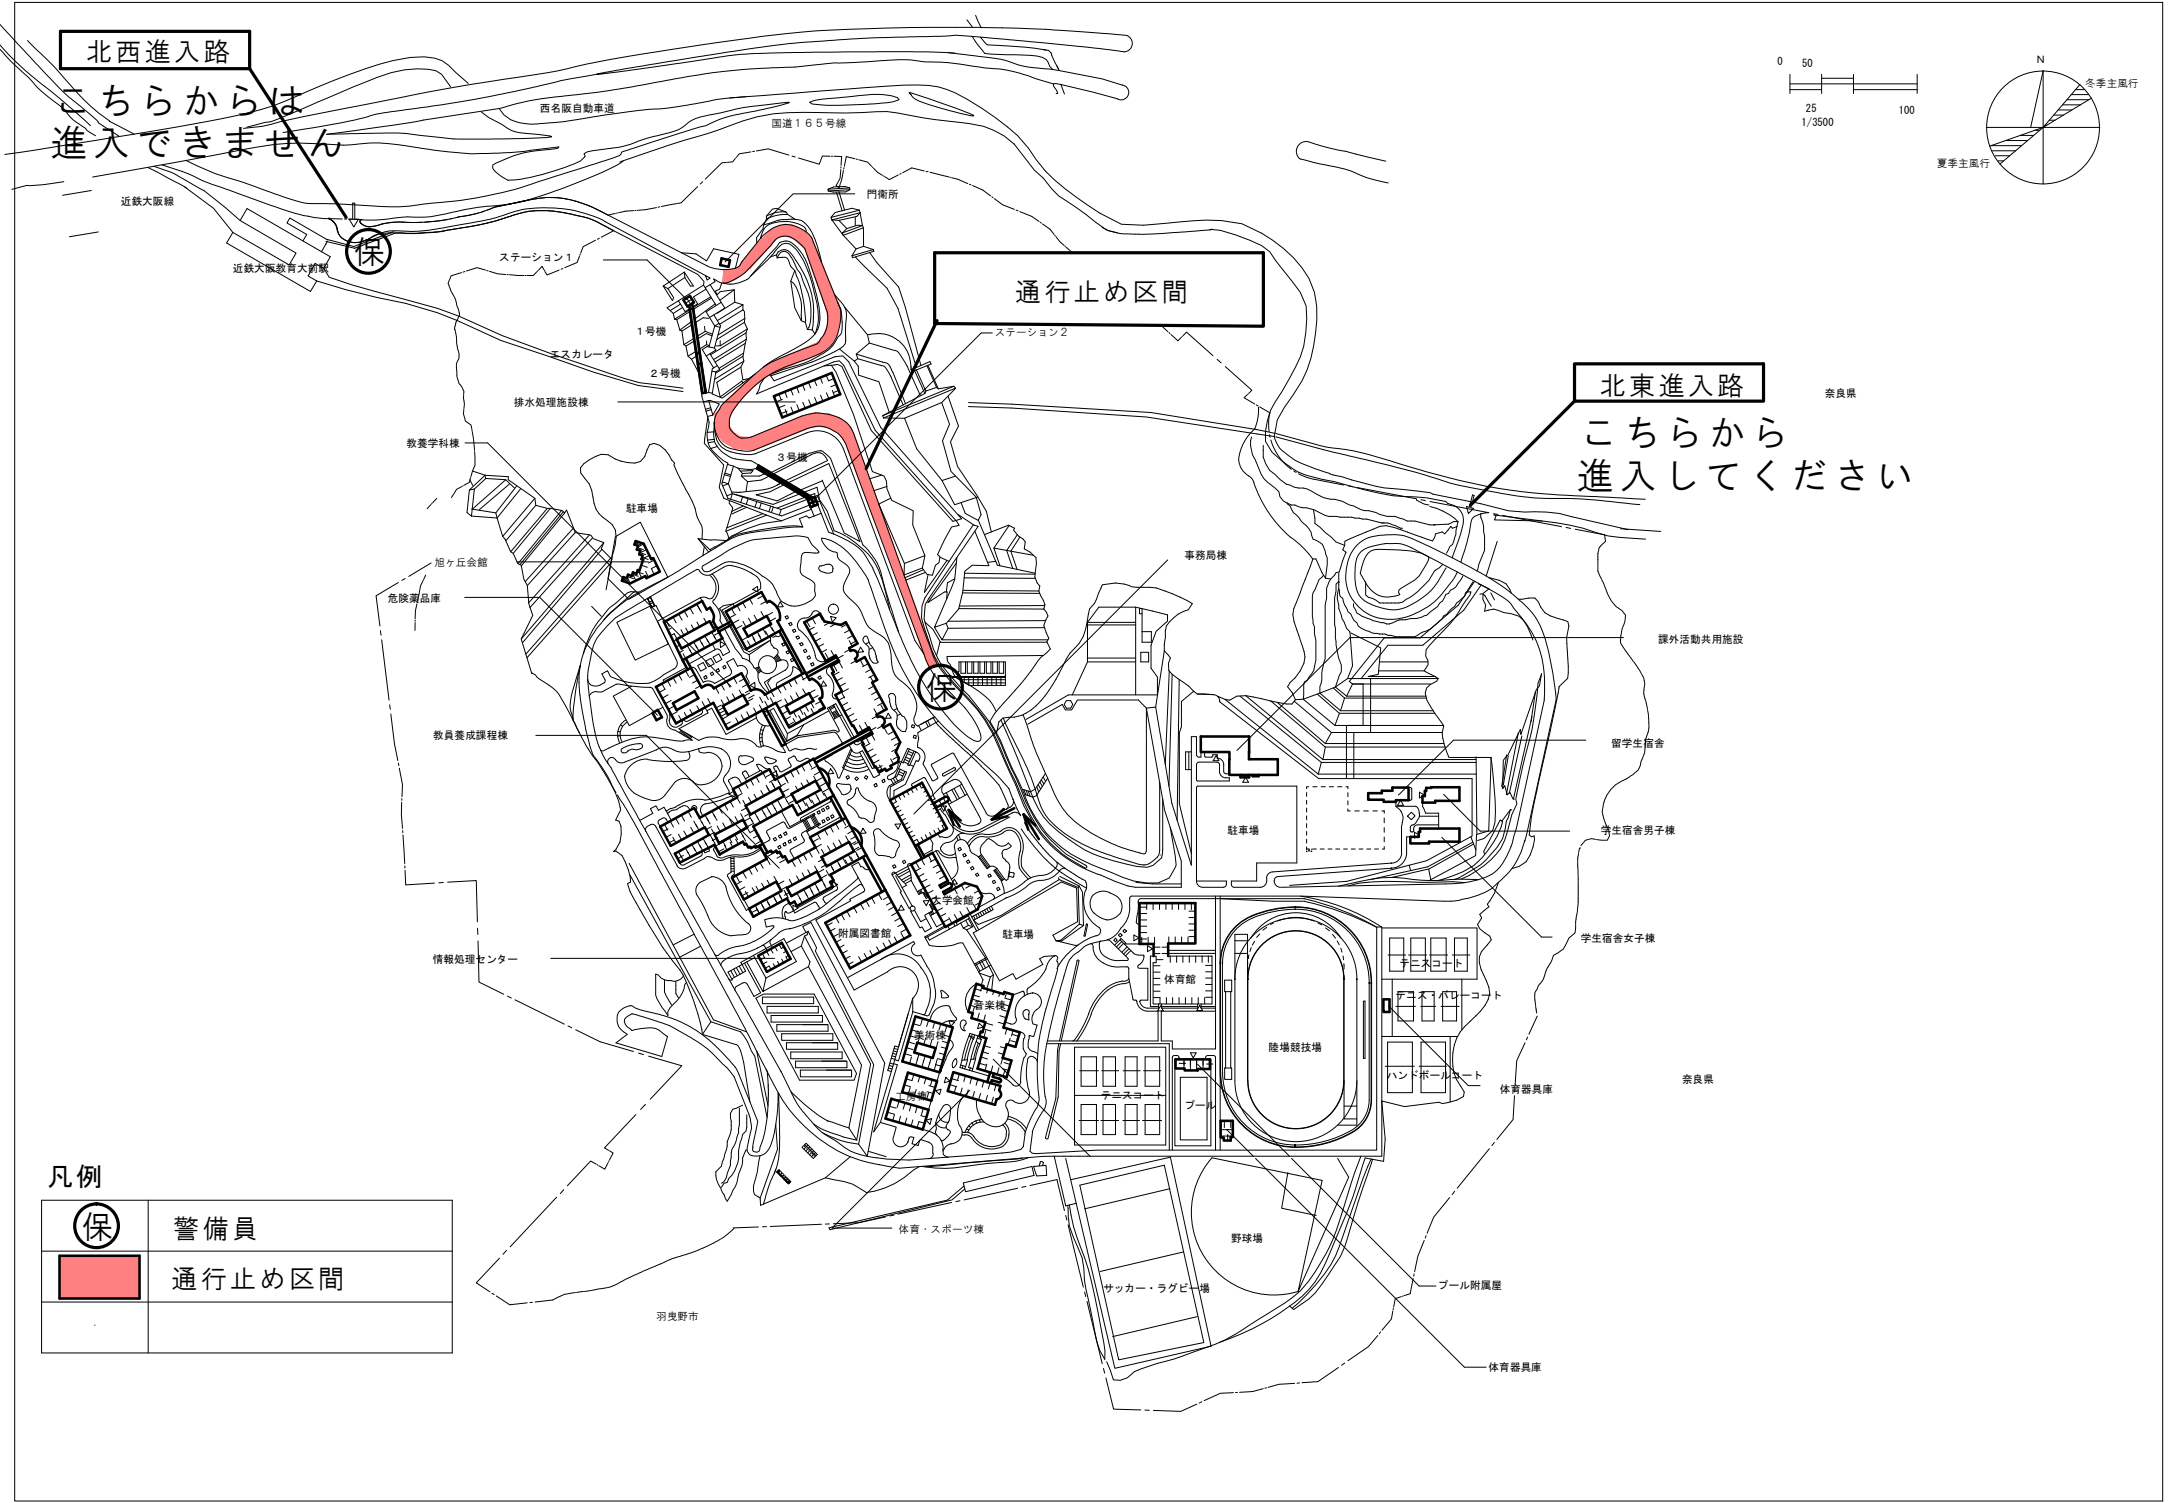 北西進入路
こちらからは
進入できません
西名阪自動車道
国道１６５号線
0 50
25 100
1/3500
N
冬季主風行
夏季主風行
近鉄大阪線
近鉄大阪教育大前駅
保
門衛所
ステーション１
通行止め区間
ステーション２
１号機
エスカレータ
２号機
排水処理施設棟
３号機
北東進入路
こちらから
進入してください
奈良県
教養学科棟
駐車場
旭ヶ丘会館
危険薬品庫
事務局棟
課外活動共用施設
保
教員養成課程棟
留学生宿舎
駐車場
学生宿舎男子棟
大学会館
附属図書館
駐車場
学生宿舎女子棟
情報処理センター
体育館
テニスコート
テニス・バレーコート
音楽棟
美術棟
陸場競技場
ハンドボールコート
体育器具庫
奈良県
工房棟
テニスコート
プール
凡例
保 警備員
通行止め区間
体育・スポーツ棟
野球場
サッカー・ラグビー場
プール附属屋
羽曳野市
体育器具庫